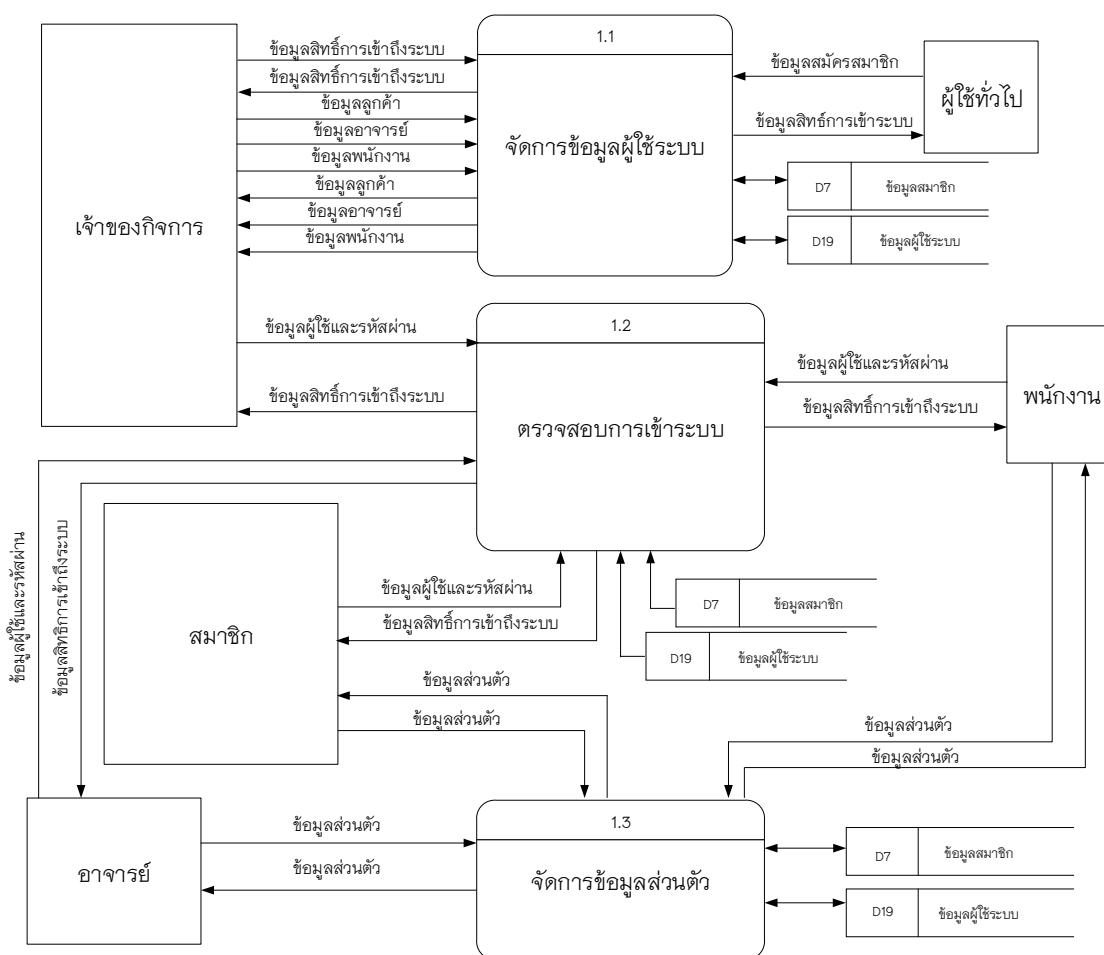 1.1
ข้อมูลสิทธิ์การเข้าถึงระบบ
ข้อมูลสิทธิ์การเข้าถึงระบบ
ข้อมูลลูกค้า
ข้อมูลอาจารย์
ข้อมูลพนักงาน
ข้อมูลลูกค้า
ข้อมูลอาจารย์
ข้อมูลพนักงาน
เจ้าของกิจการ
จัดการข้อมูลผู้ใช้ระบบ
ข้อมูลสมัครสมาชิก
ผู้ใช้ทั่วไป
ข้อมูลสิทธ์การเข้าระบบ
D7 ข้อมูลสมาชิก
D19 ข้อมูลผู้ใช้ระบบ
1.2
ข้อมูลผู้ใช้และรหัสผ่าน
ข้อมูลสิทธิ์การเข้าถึงระบบ
ตรวจสอบการเข้าระบบ
ข้อมูลผู้ใช้และรหัสผ่าน
ข้อมูลสิทธิ์การเข้าถึงระบบ
พนักงาน
ข้อมูลผู้ใช้และรหัสผ่าน
ข้อมูลสิทธิ์การเข้าถึงระบบ
สมาชิก
ข้อมูลผู้ใช้และรหัสผ่าน
ข้อมูลสิทธิ์การเข้าถึงระบบ
D7 ข้อมูลสมาชิก
D19 ข้อมูลผู้ใช้ระบบ
ข้อมูลส่วนตัว
ข้อมูลส่วนตัว
ข้อมูลส่วนตัว
ข้อมูลส่วนตัว
1.3
อาจารย์
ข้อมูลส่วนตัว
ข้อมูลส่วนตัว
จัดการข้อมูลส่วนตัว
D7 ข้อมูลสมาชิก
D19 ข้อมูลผู้ใช้ระบบ